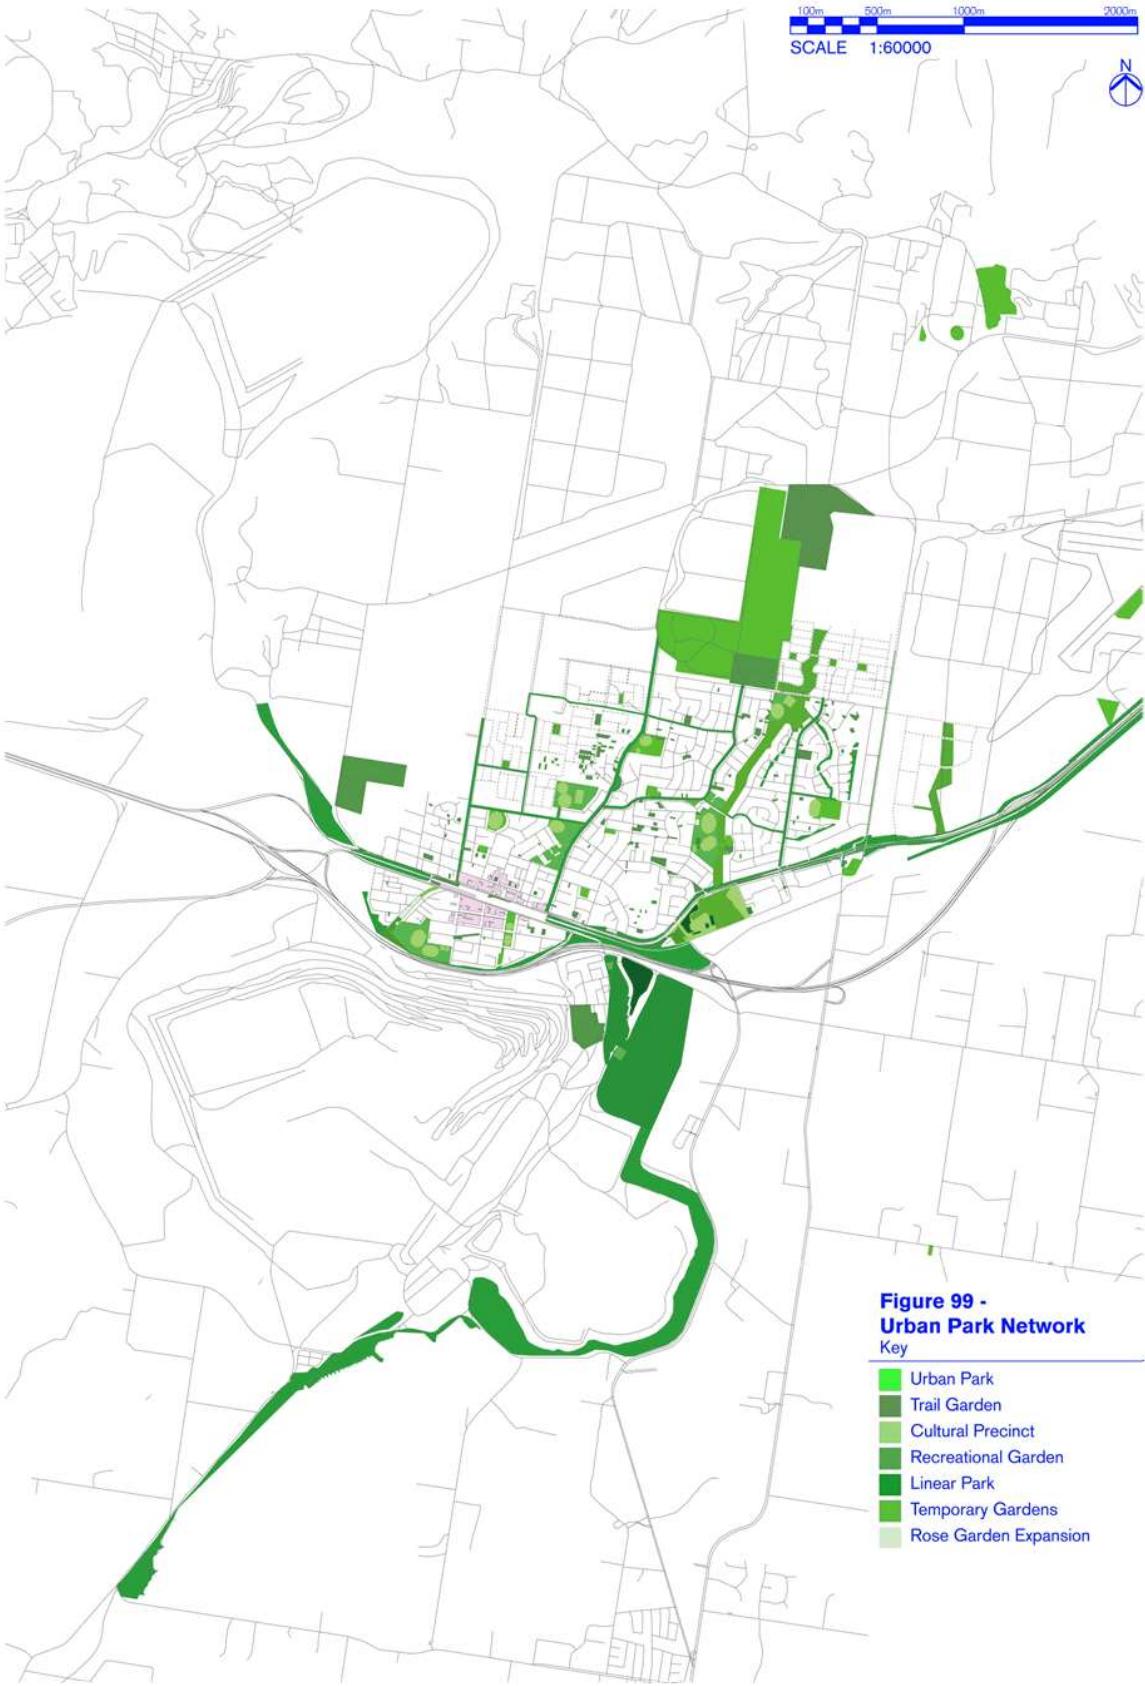 100m 500m 1000m 2000m
SCALE 1:60000
N
Figure 99 -
Urban Park Network
Key
Urban Park
Trail Garden
Cultural Precinct
Recreational Garden
Linear Park
Temporary Gardens
Rose Garden Expansion